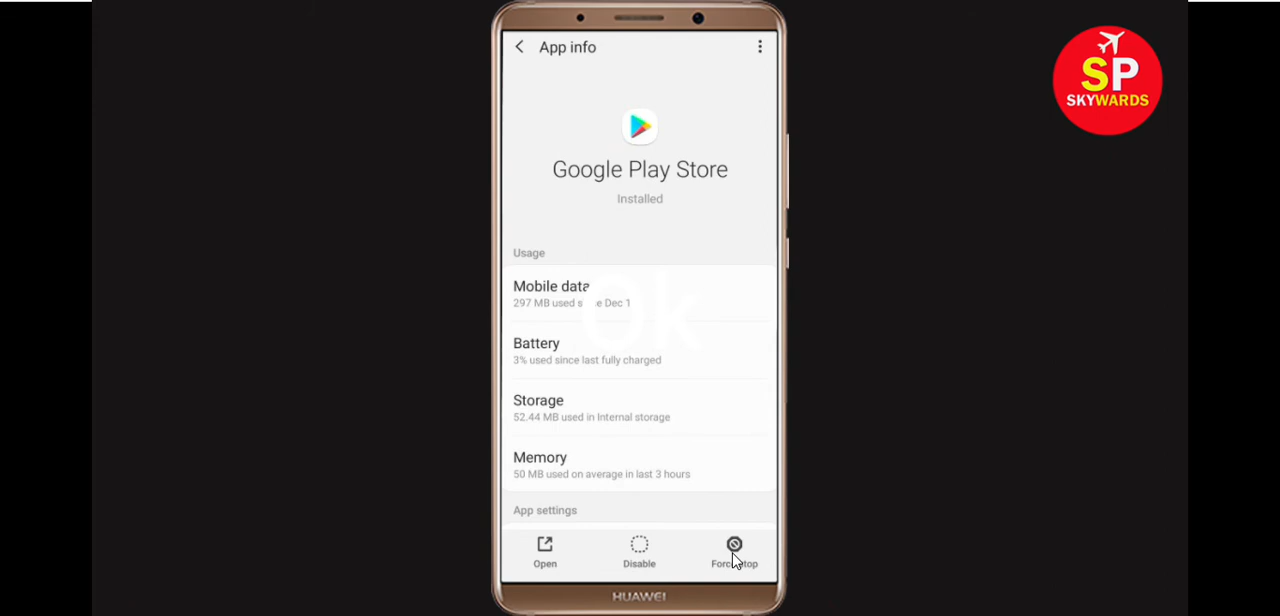 App info
SP
SKYWARDS
Google Play Store
Installed
Usage
Mobile data
297 MB used since Dec 1
Ok
Battery
3% used since last fully charged
Storage
52.44 MB used in Internal storage
Memory
50 MB used on average in last 3 hours
App settings
Open
Disable
Force stop
HUAWEI